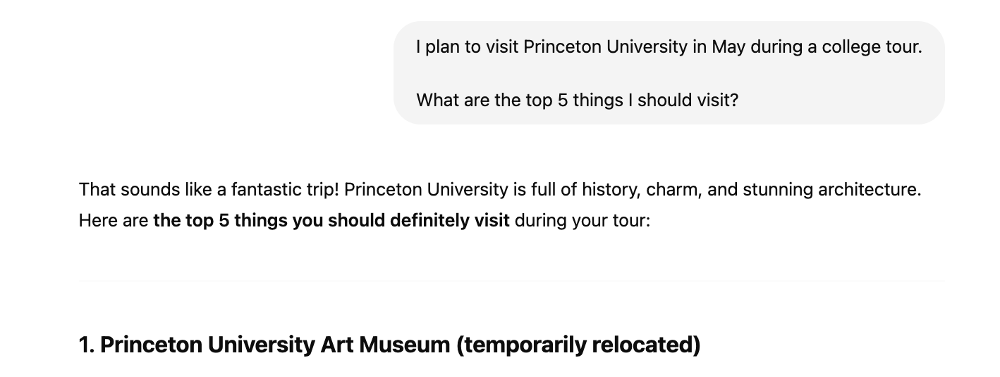 I plan to visit Princeton University in May during a college tour.
What are the top 5 things I should visit?
That sounds like a fantastic trip! Princeton University is full of history, charm, and stunning architecture.
Here are the top 5 things you should definitely visit during your tour:
1. Princeton University Art Museum (temporarily relocated)